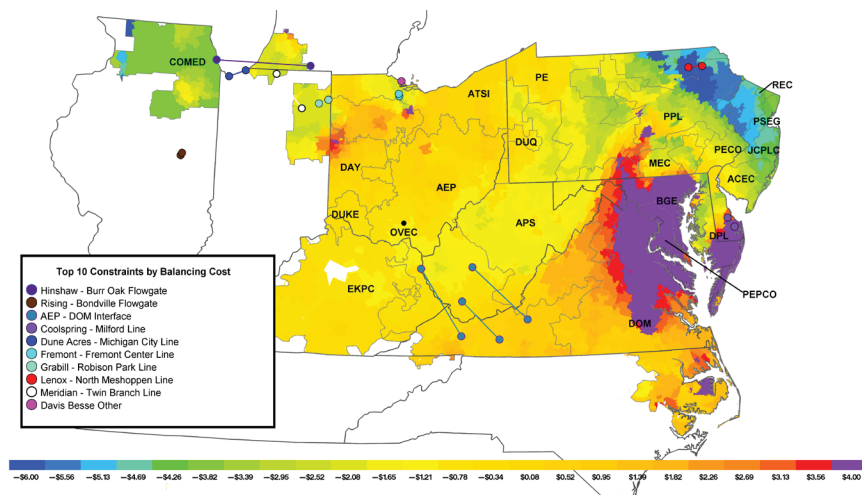 COMED
ATSI
PE
REC
PPL
PSEG
DUQ
PECO
JCPLC
MEC
DAY
ACEC
AEP
BGE
DUKE
APS
DPL
OVEC
EKPC
PEPCO
DOM
Top 10 Constraints by Balancing Cost
Hinshaw - Burr Oak Flowgate
Rising - Bondville Flowgate
AEP - DOM Interface
Coolspring - Milford Line
Dune Acres - Michigan City Line
Fremont - Fremont Center Line
Grabill - Robison Park Line
Lenox - North Meshoppen Line
Meridian - Twin Branch Line
Davis Besse Other
−$6.00 −$5.56 −$5.13 −$4.69 −$4.26 −$3.82 −$3.39 −$2.95 −$2.52 −$2.08 −$1.65 −$1.21 −$0.78 −$0.34 $0.08 $0.52 $0.95 $1.39 $1.82 $2.26 $2.69 $3.13 $3.56 $4.00